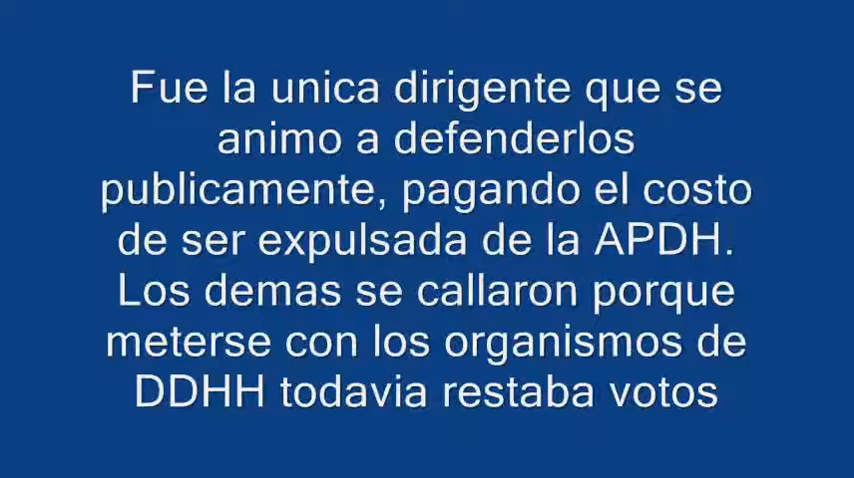 Fue la unica dirigente que se
animo a defenderlos
publicamente, pagando el costo
de ser expulsada de la APDH.
Los demas se callaron porque
meterse con los organismos de
DDHH todavia restaba votos